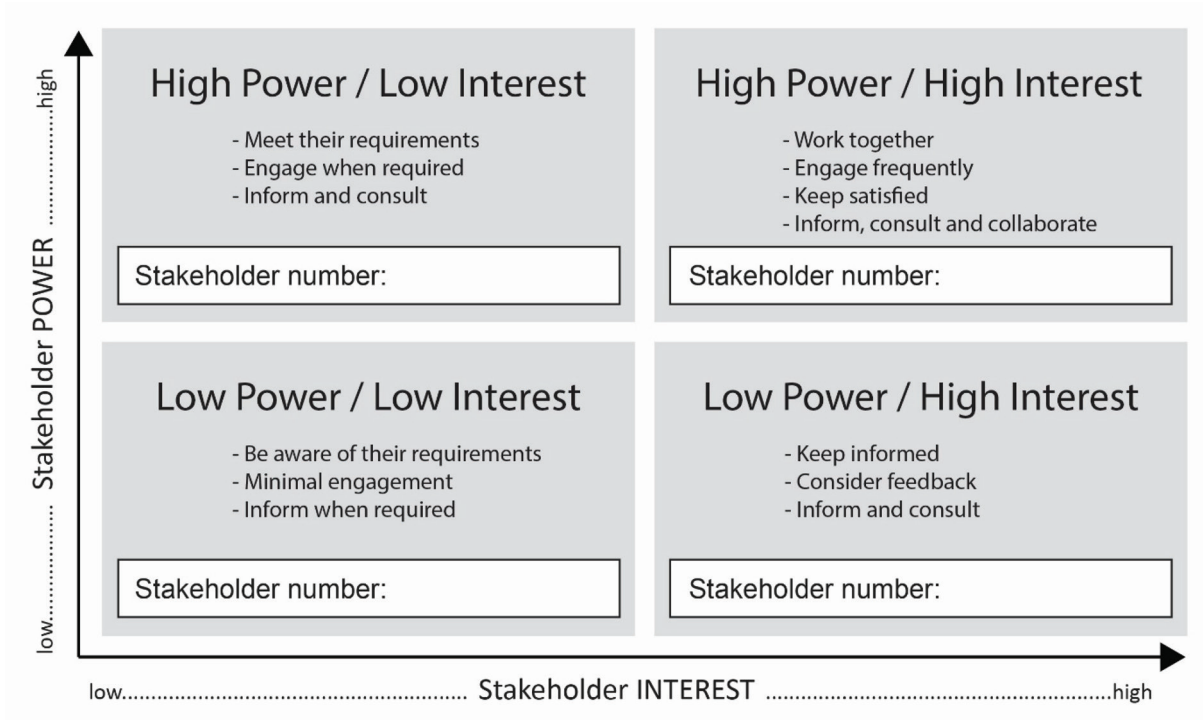 High Power / Low Interest
- Meet their requirements
- Engage when required
- Inform and consult
Stakeholder number:
High Power / High Interest
- Work together
- Engage frequently
- Keep satisfied
- Inform, consult and collaborate
Stakeholder number:
Low Power / Low Interest
- Be aware of their requirements
- Minimal engagement
- Inform when required
Stakeholder number:
Low Power / High Interest
- Keep informed
- Consider feedback
- Inform and consult
Stakeholder number:
low................ Stakeholder POWER ................high
low.................................................. Stakeholder INTEREST ..................................................high